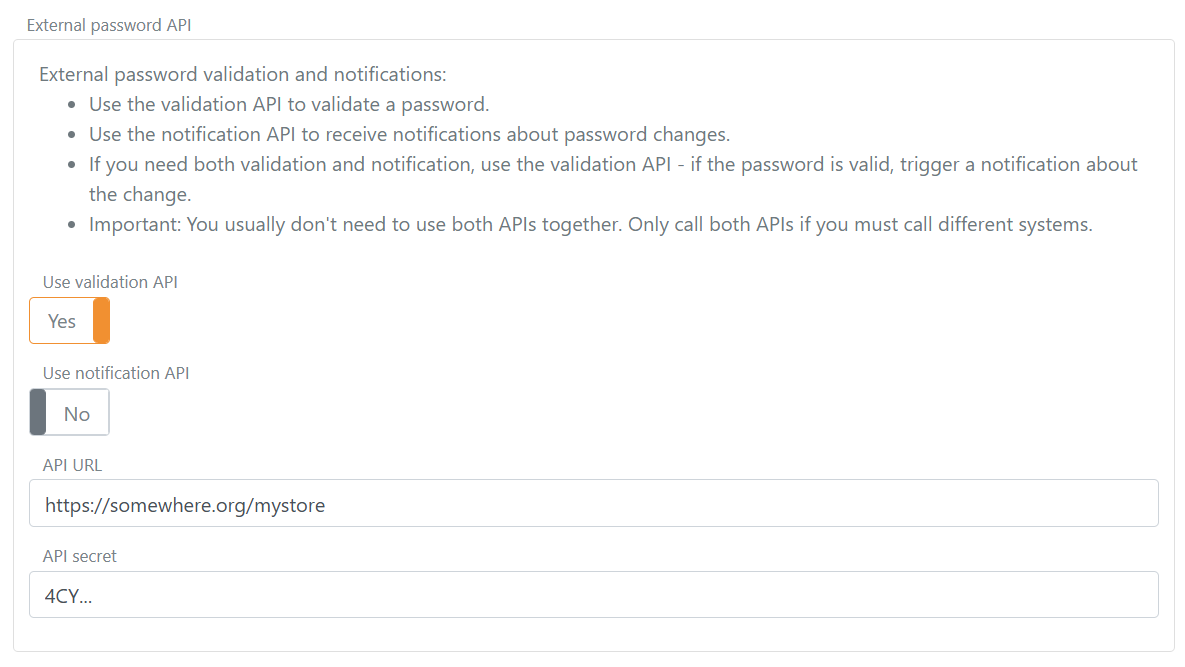 External password API
External password validation and notifications:
• Use the validation API to validate a password.
• Use the notification API to receive notifications about password changes.
• If you need both validation and notification, use the validation API - if the password is valid, trigger a notification about
the change.
• Important: You usually don't need to use both APIs together. Only call both APIs if you must call different systems.
Use validation API
Yes
Use notification API
No
API URL
https://somewhere.org/mystore
API secret
4CY...